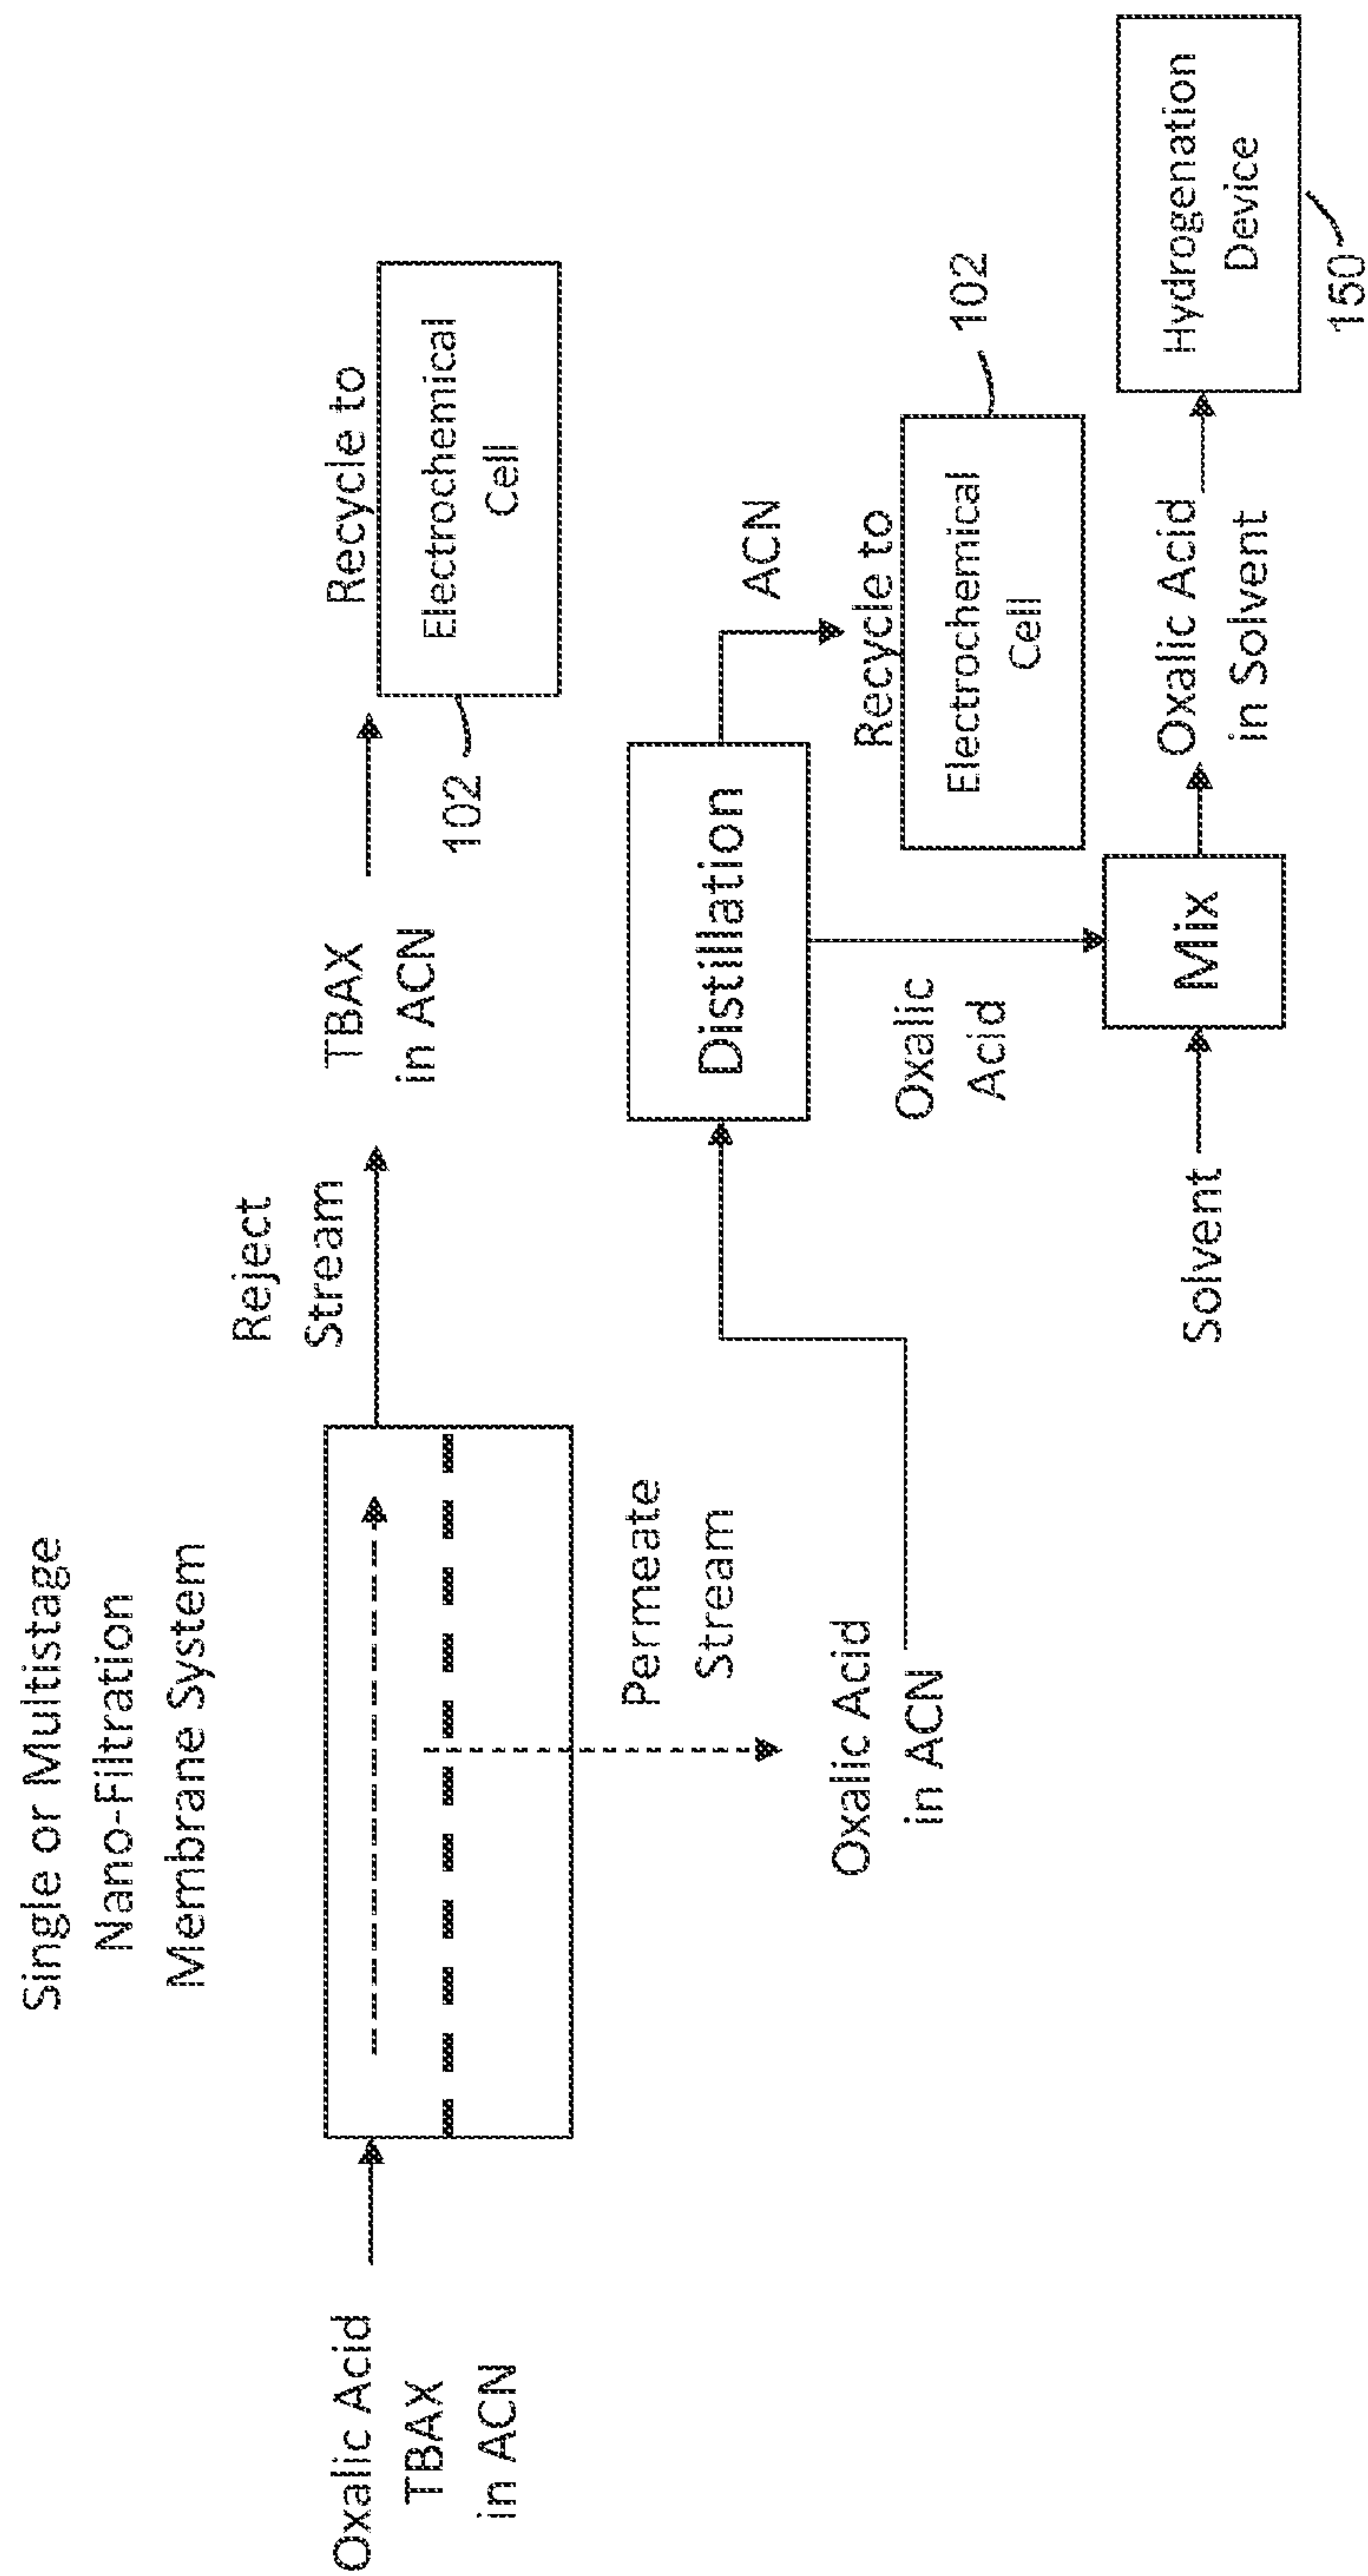 Single or Multistage
Nano-Filtration
Membrane System
Oxalic Acid
TBAX
in ACN
Reject
Stream
TBAX
in ACN
Recycle to
Electrochemical
Cell
102
Permeate
Stream
Oxalic Acid
in ACN
Distillation
ACN
Recycle to
Electrochemical
Cell
102
Oxalic
Acid
Solvent
Mix
Oxalic Acid
in Solvent
Hydrogenation
Device
150